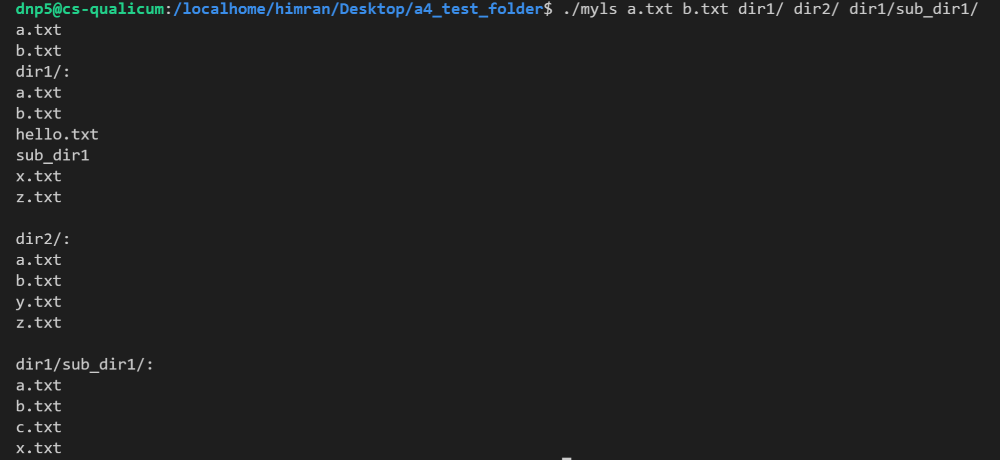 dnp5@cs-qualicum:/localhome/himran/Desktop/a4_test_folder$ ./myls a.txt b.txt dir1/ dir2/ dir1/sub_dir1/
a.txt
b.txt
dir1/:
a.txt
b.txt
hello.txt
sub_dir1
x.txt
z.txt

dir2/:
a.txt
b.txt
y.txt
z.txt

dir1/sub_dir1/:
a.txt
b.txt
c.txt
x.txt